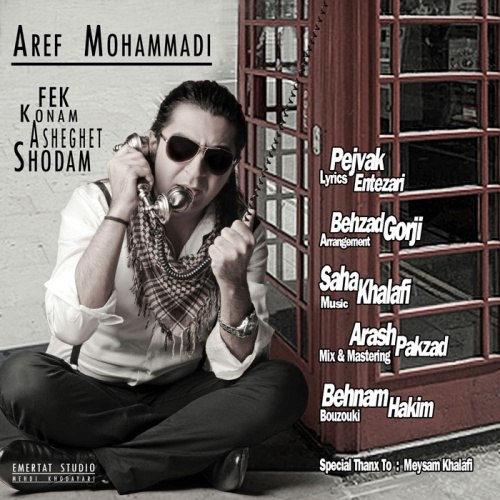 AREF MOHAMMADI
FEK
KONAM
ASHEGHET
SHODAM
Pejvak
Lyrics Entezari
Behzad Gorji
Arrangement
Saha Khalafi
Music
Arash Pakzad
Mix & Mastering
Behnam Hakim
Bouzouki
Special Thanx To : Meysam Khalafi
EMERTAT STUDIO
MEHDI KHODAYARI